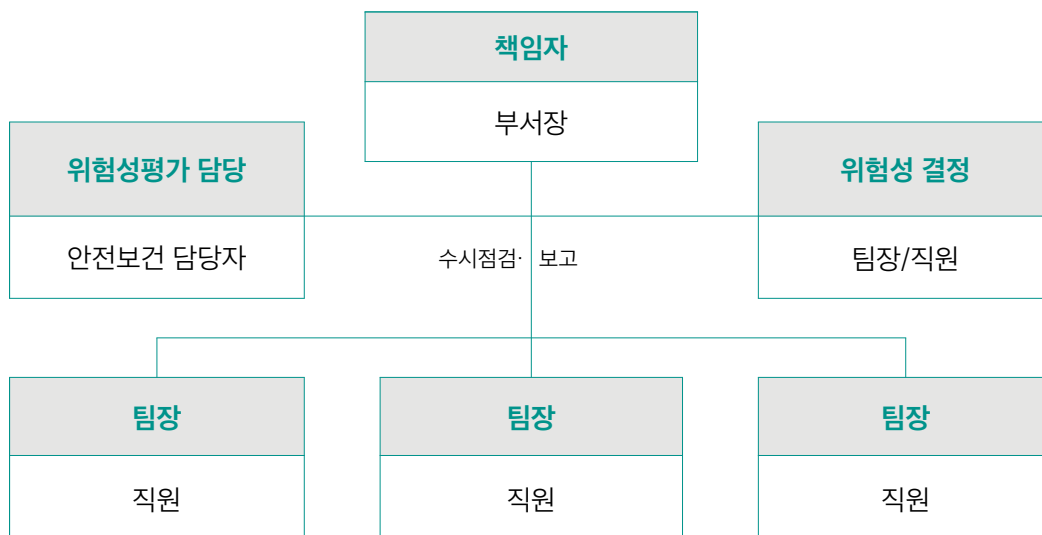 책임자
부서장
위험성평가 담당
안전보건 담당자
위험성 결정
팀장/직원
수시점검· 보고
팀장
직원
팀장
직원
팀장
직원